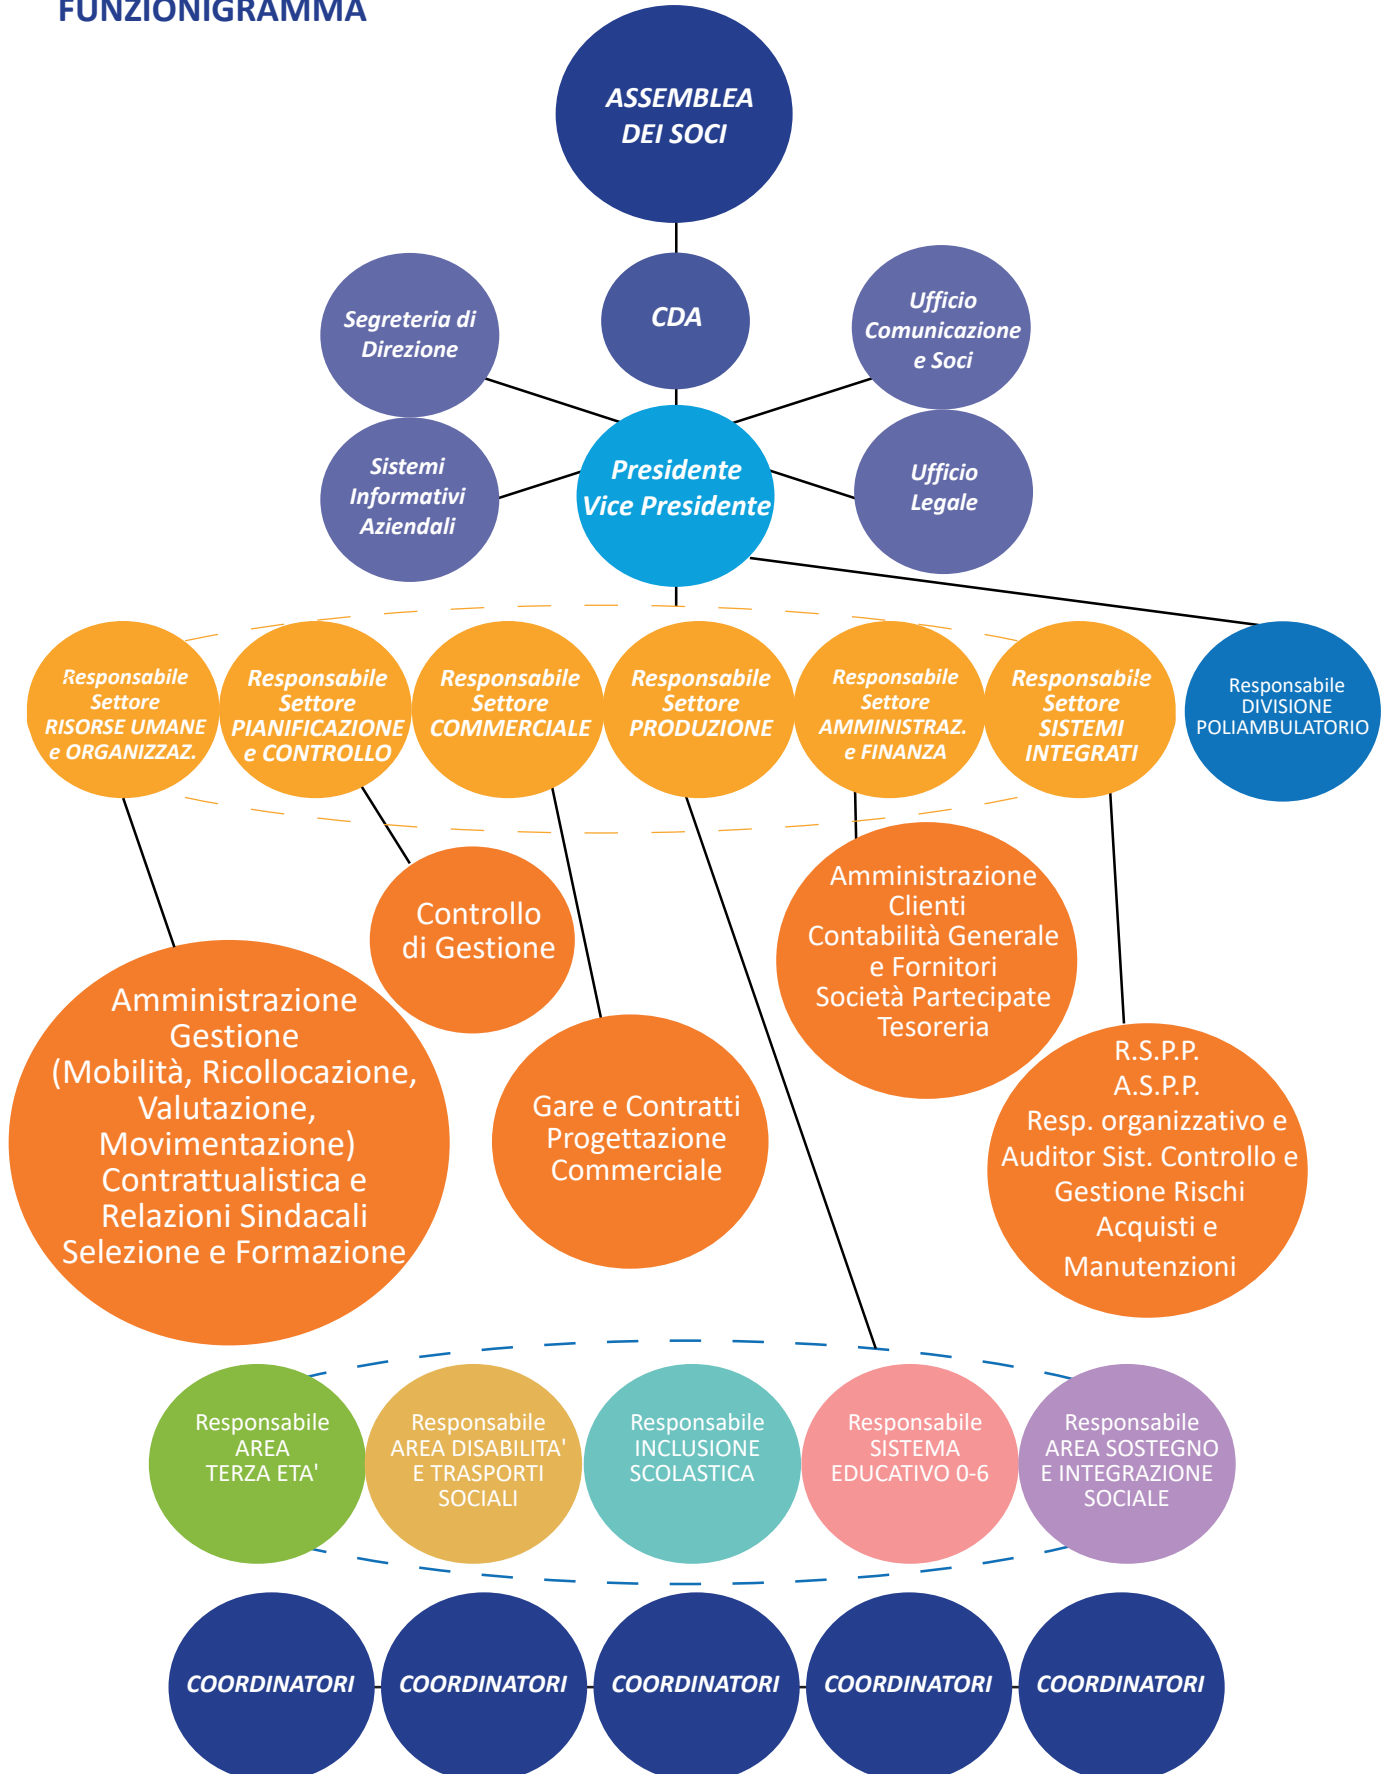 FUNZIONIGRAMMA
ASSEMBLEA
DEI SOCI
Segreteria di
Direzione
CDA
Ufficio
Comunicazione
e Soci
Sistemi
Informativi
Aziendali
Presidente
Vice Presidente
Ufficio
Legale
Responsabile
Settore
RISORSE UMANE
e ORGANIZZAZ.
Responsabile
Settore
PIANIFICAZIONE
e CONTROLLO
Responsabile
Settore
COMMERCIALE
Responsabile
Settore
PRODUZIONE
Responsabile
Settore
AMMINISTRAZ.
e FINANZA
Responsabile
Settore
SISTEMI
INTEGRATI
Responsabile
DIVISIONE
POLIAMBULATORIO
Amministrazione
Gestione
(Mobilità, Ricollocazione,
Valutazione,
Movimentazione)
Contrattualistica e
Relazioni Sindacali
Selezione e Formazione
Controllo
di Gestione
Gare e Contratti
Progettazione
Commerciale
Amministrazione
Clienti
Contabilità Generale
e Fornitori
Società Partecipate
Tesoreria
R.S.P.P.
A.S.P.P.
Resp. organizzativo e
Auditor Sist. Controllo e
Gestione Rischi
Acquisti e
Manutenzioni
Responsabile
AREA
TERZA ETA'
Responsabile
AREA DISABILITA'
E TRASPORTI
SOCIALI
Responsabile
INCLUSIONE
SCOLASTICA
Responsabile
SISTEMA
EDUCATIVO 0-6
Responsabile
AREA SOSTEGNO
E INTEGRAZIONE
SOCIALE
COORDINATORI
COORDINATORI
COORDINATORI
COORDINATORI
COORDINATORI